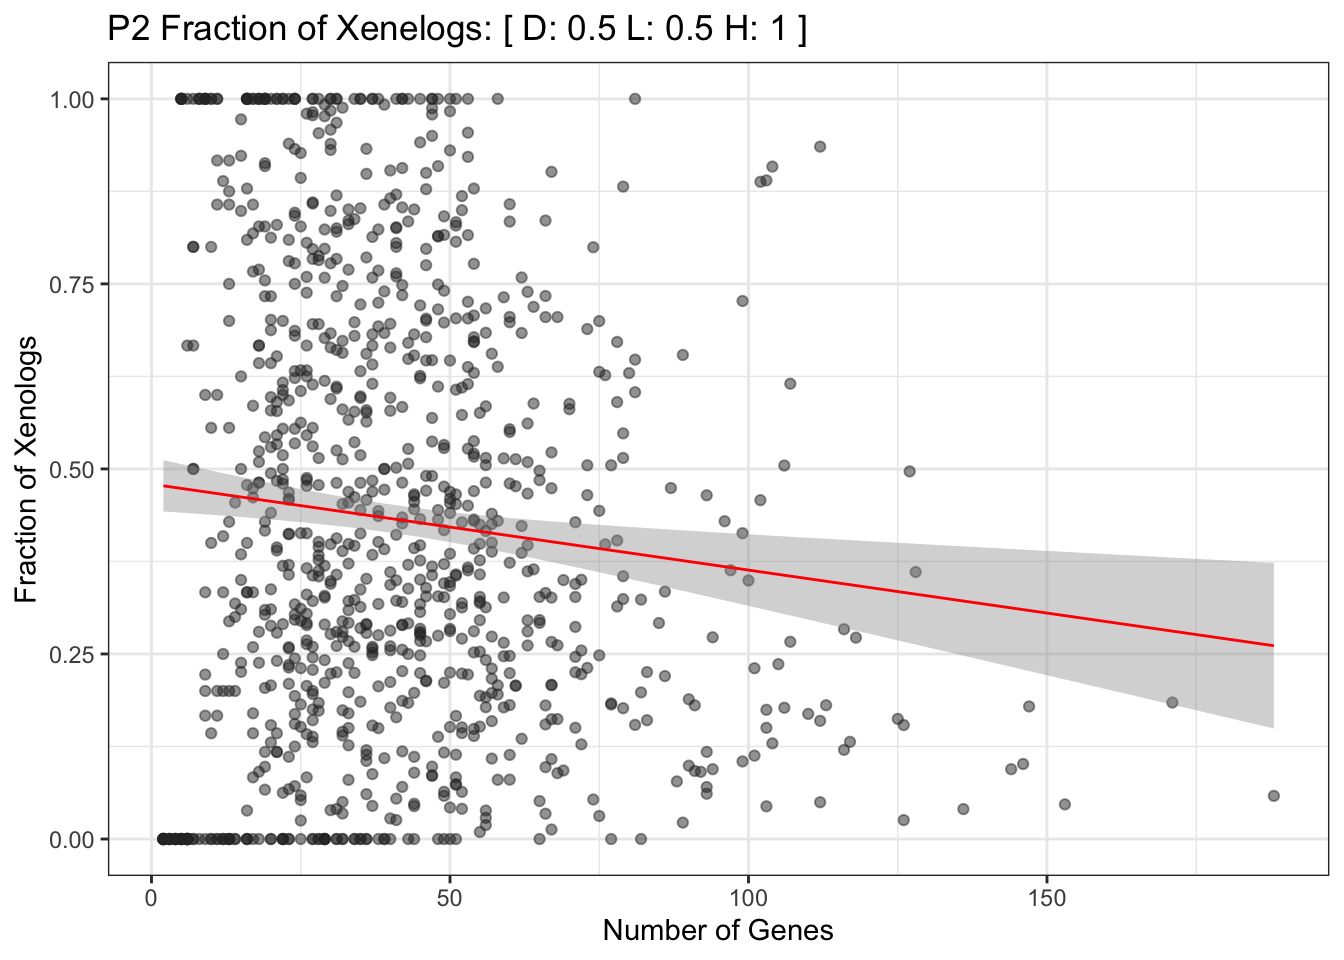 P2 Fraction of Xenelogs: [ D: 0.5 L: 0.5 H: 1 ]
1.00
0.75
0.50
0.25
0.00
Fraction of Xenologs
0 50 100 150
Number of Genes